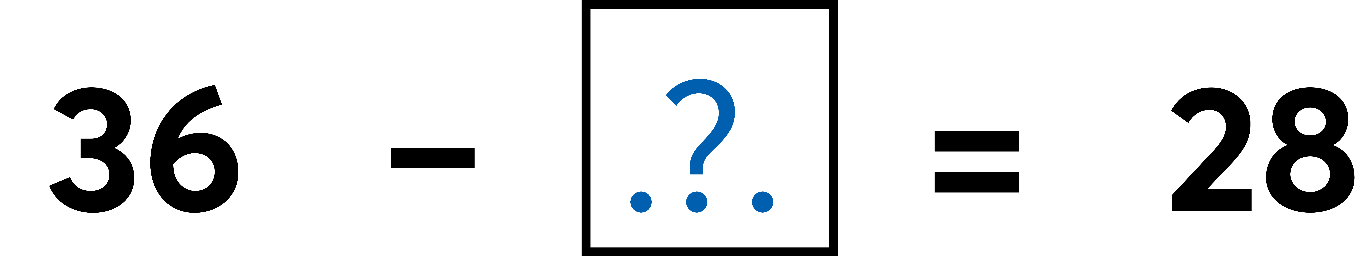 36 – .?. = 28